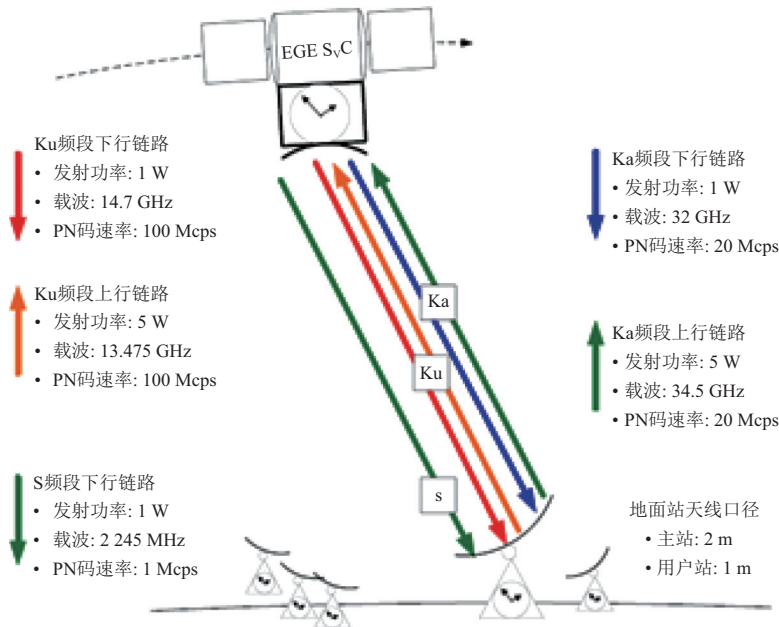 EGE SVC
Ku频段下行链路
• 发射功率: 1 W
• 载波: 14.7 GHz
• PN码速率: 100 Mcps
Ku频段上行链路
• 发射功率: 5 W
• 载波: 13.475 GHz
• PN码速率: 100 Mcps
S频段下行链路
• 发射功率: 1 W
• 载波: 2 245 MHz
• PN码速率: 1 Mcps
Ka
Ku
s
Ka频段下行链路
• 发射功率: 1 W
• 载波: 32 GHz
• PN码速率: 20 Mcps
Ka频段上行链路
• 发射功率: 5 W
• 载波: 34.5 GHz
• PN码速率: 20 Mcps
地面站天线口径
• 主站: 2 m
• 用户站: 1 m